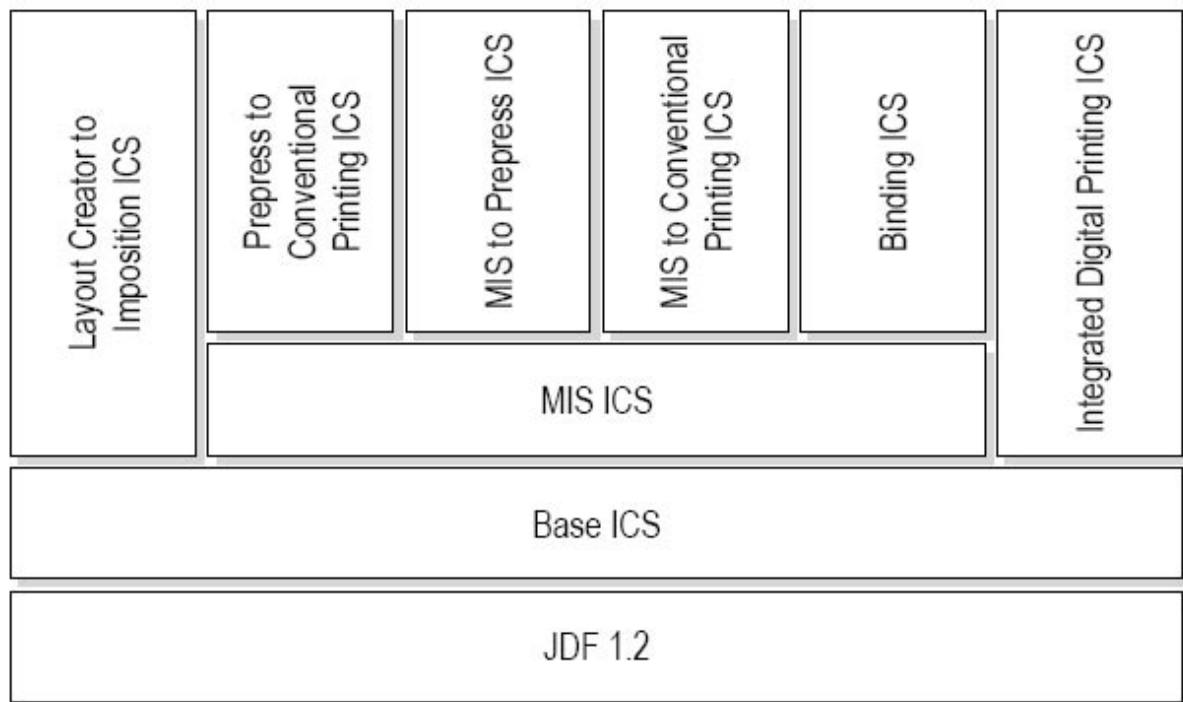 Layout Creator to
Imposition ICS
Prepress to
Conventional
Printing ICS
MIS to Prepress ICS
MIS to Conventional
Printing ICS
Binding ICS
Integrated Digital Printing ICS
MIS ICS
Base ICS
JDF 1.2